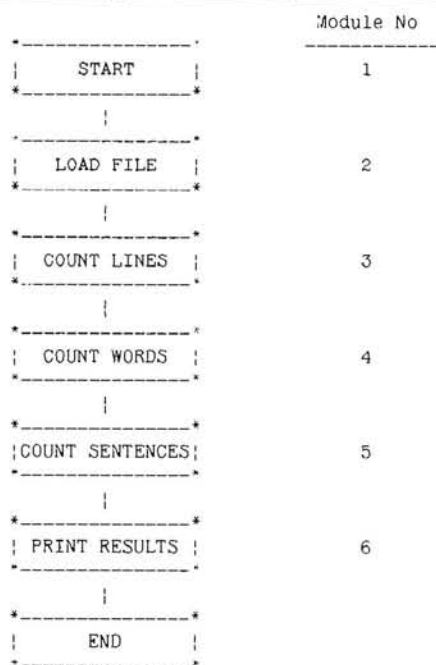 Module No
START 1
LOAD FILE 2
COUNT LINES 3
COUNT WORDS 4
COUNT SENTENCES 5
PRINT RESULTS 6
END